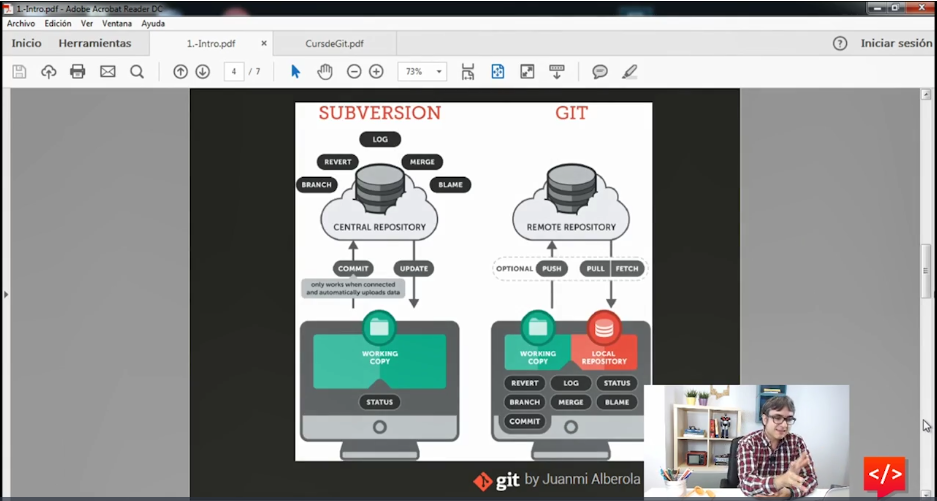 1.-Intro.pdf - Adobe Acrobat Reader DC
Archivo Edición Ver Ventana Ayuda
Inicio Herramientas 1.-Intro.pdf × CursdeGit.pdf ? Iniciar sesión
4 / 7 73%
SUBVERSION
LOG
REVERT MERGE
BRANCH BLAME
CENTRAL REPOSITORY
COMMIT UPDATE
only works when connected
and automatically uploads data
WORKING
COPY
STATUS
GIT
REMOTE REPOSITORY
OPTIONAL PUSH PULL FETCH
WORKING
COPY
LOCAL
REPOSITORY
REVERT LOG STATUS
BRANCH MERGE BLAME
COMMIT
git by Juanmi Alberola
</>